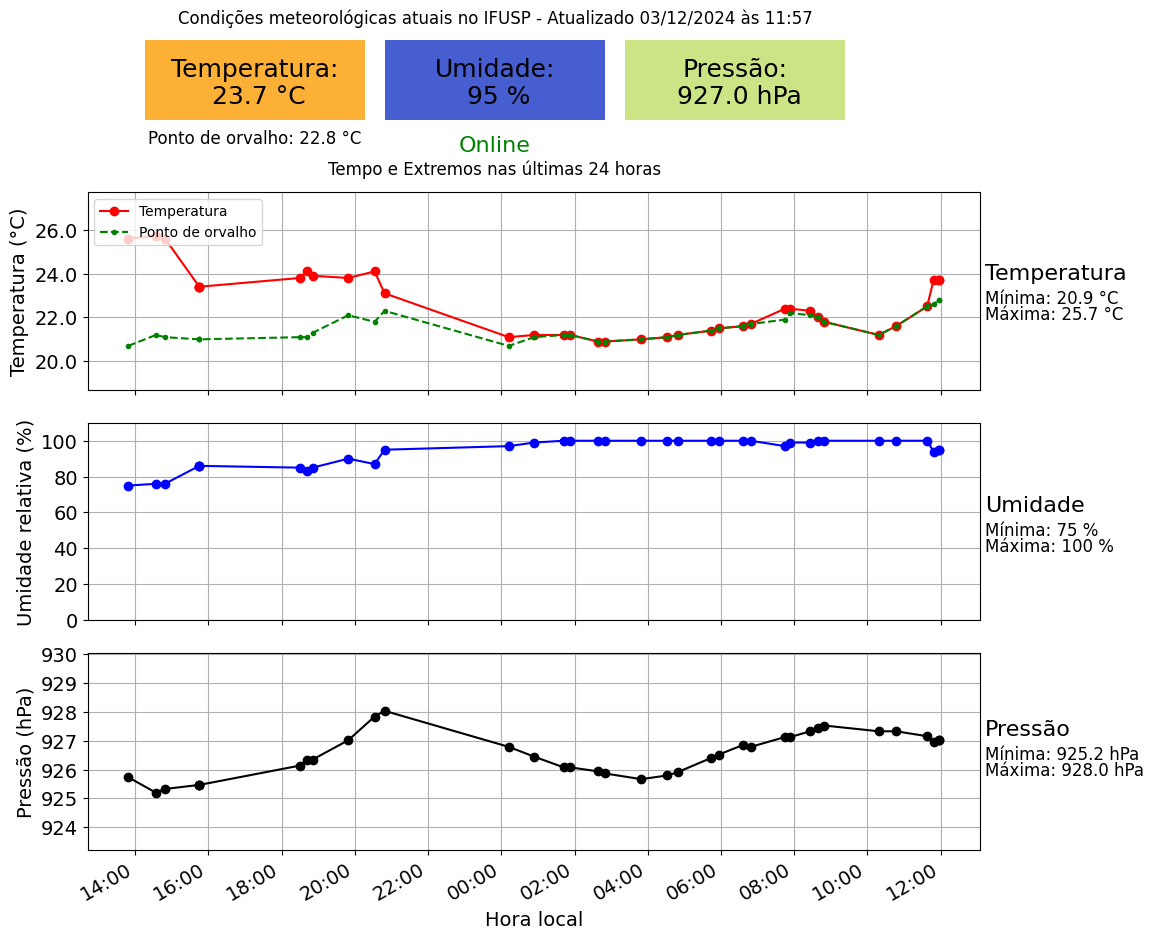 Condições meteorológicas atuais no IFUSP - Atualizado 03/12/2024 às 11:57
Temperatura:
23.7 °C
Umidade:
95 %
Pressão:
927.0 hPa
Ponto de orvalho: 22.8 °C
Online
Tempo e Extremos nas últimas 24 horas
Temperatura (°C)
26.0
24.0
22.0
20.0
Temperatura
Ponto de orvalho
Temperatura
Mínima: 20.9 °C
Máxima: 25.7 °C
Umidade relativa (%)
100
80
60
40
20
0
Umidade
Mínima: 75 %
Máxima: 100 %
Pressão (hPa)
930
929
928
927
926
925
924
Pressão
Mínima: 925.2 hPa
Máxima: 928.0 hPa
14:00 16:00 18:00 20:00 22:00 00:00 02:00 04:00 06:00 08:00 10:00 12:00
Hora local